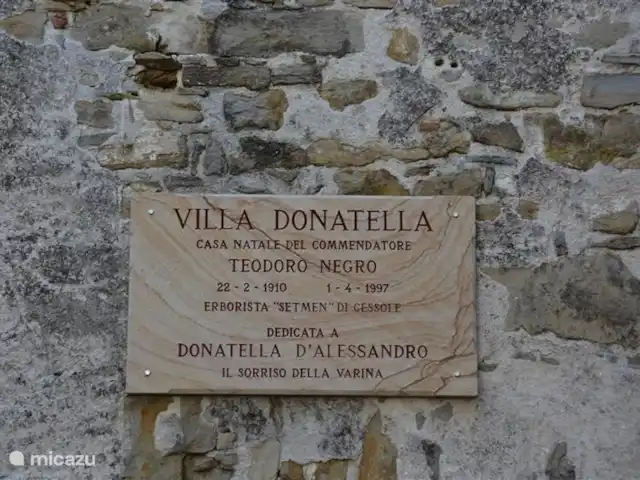 VILLA DONATELLA
CASA NATALE DEL COMMENDATORE
TEODORO NEGRO
22 - 2 - 1910 1 - 4 - 1997
ERBORISTA "SETMEN" DI CESSOLE
DEDICATA A
DONATELLA D'ALESSANDRO
IL SORRISO DELLA VARINA
micazu